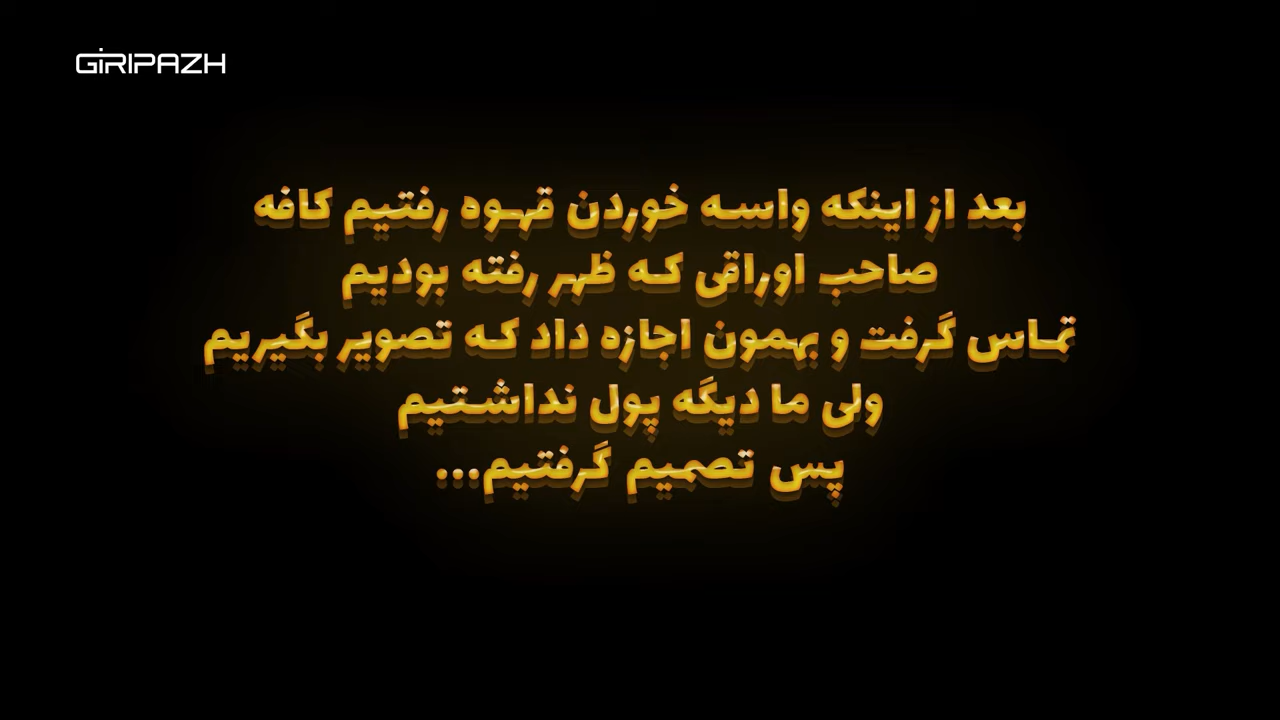 GIRIPAZH
بعد از اینکه واسه خوردن قهوه رفتیم کافه
صاحب اوراقی که ظهر رفته بودیم
تماس گرفت و بهمون اجازه داد که تصویر بگیریم
ولی ما دیگه پول نداشتیم
پس تصمیم گرفتیم...